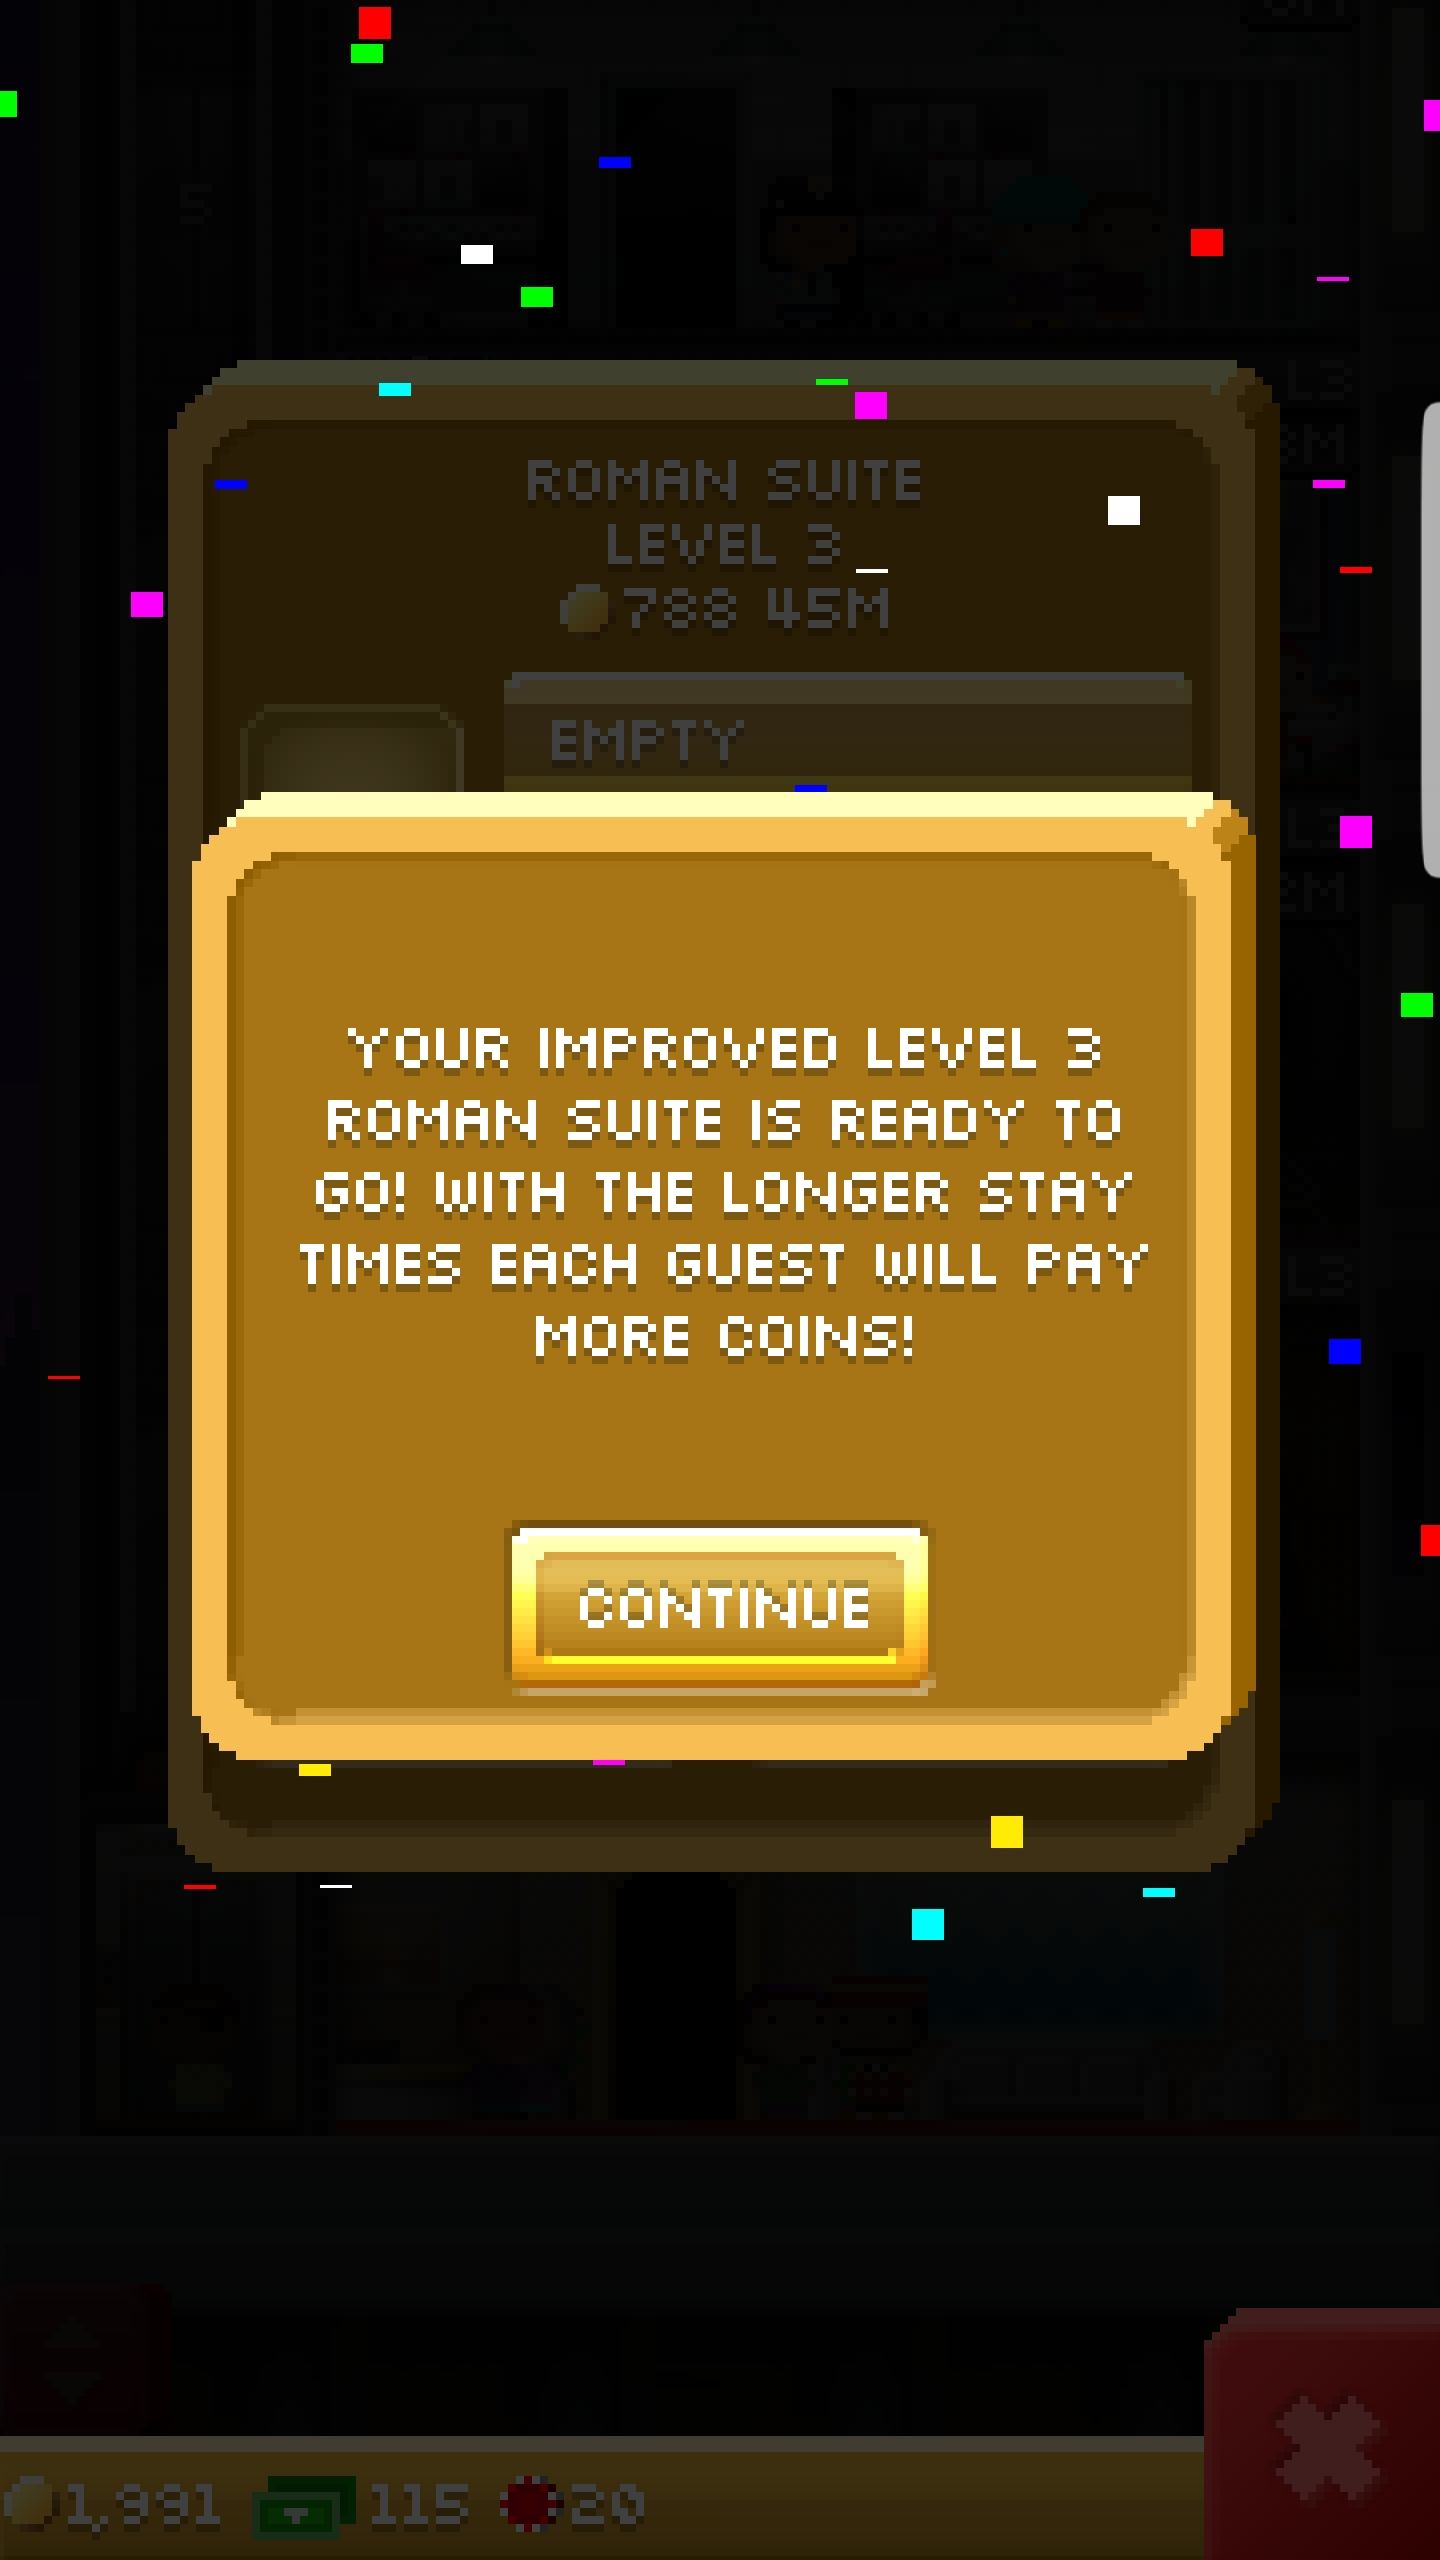 ROMAN SUITE
LEVEL 3
788 45M
EMPTY
YOUR IMPROVED LEVEL 3
ROMAN SUITE IS READY TO
GO! WITH THE LONGER STAY
TIMES EACH GUEST WILL PAY
MORE COINS!
CONTINUE
1,991 115 20